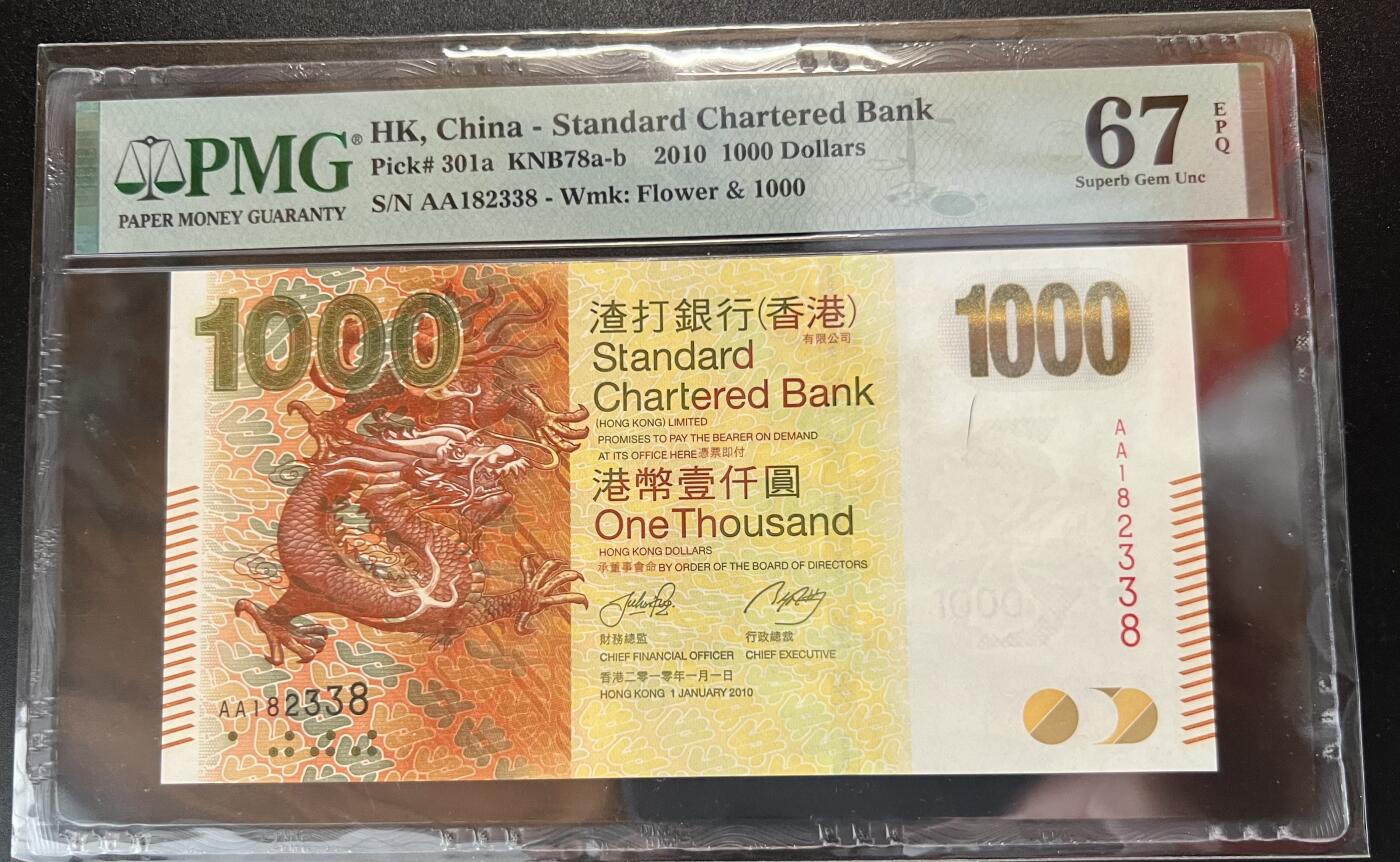 PMG®
PAPER MONEY GUARANTY
HK, China - Standard Chartered Bank
Pick# 301a KNB78a-b 2010 1000 Dollars
S/N AA182338 - Wmk: Flower & 1000
67
EPQ
Superb Gem Unc
1000
渣打銀行(香港)
有限公司
Standard
Chartered Bank
(HONG KONG) LIMITED
PROMISES TO PAY THE BEARER ON DEMAND
AT ITS OFFICE HERE 憑票即付
港幣壹仟圓
One Thousand
HONG KONG DOLLARS
承董事會命 BY ORDER OF THE BOARD OF DIRECTORS
財務總監 行政總裁
CHIEF FINANCIAL OFFICER CHIEF EXECUTIVE
香港二零一零年一月一日
HONG KONG 1 JANUARY 2010
AA182338
1000
AA182338
1000